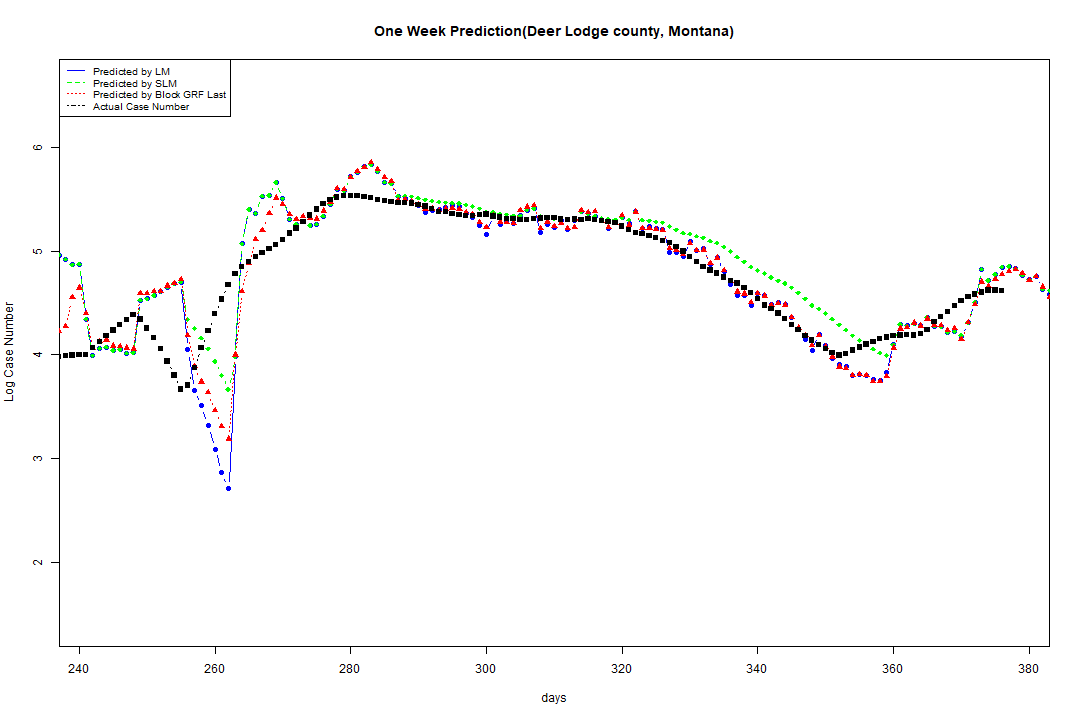 One Week Prediction(Deer Lodge county, Montana)
Predicted by LM
Predicted by SLM
Predicted by Block GRF Last
Actual Case Number
6
5
4
3
2
Log Case Number
240 260 280 300 320 340 360 380
days